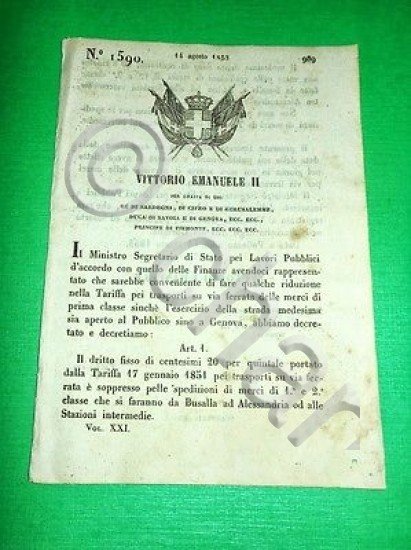 N.° 1590. 14 agosto 1853 989
VITTORIO EMANUELE II
PER GRAZIA DI DIO
RE DI SARDEGNA, DI CIPRO E DI GERUSALEMME,
DUCA DI SAVOIA E DI GENOVA, ECC. ECC.,
PRINCIPE DI PIEMONTE, ECC. ECC. ECC.
Il Ministro Segretario di Stato pei Lavori Pubblici
d'accordo con quello delle Finanze avendoci rappresen-
tato che sarebbe conveniente di fare qualche riduzione
nella Tariffa pei trasporti su via ferrata delle merci di
prima classe sinchè l'esercizio della strada medesima
sia aperto al Pubblico sino a Genova, abbiamo decre-
tato e decretiamo:
Art. 1.
Il dritto fisso di centesimi 20 per quintale portato
dalla Tariffa 17 gennaio 1851 pei trasporti su via fer-
rata è soppresso pelle spedizioni di merci di 1.ª e 2.ª
classe che si faranno da Busalla ad Alessandria ed alle
Stazioni intermedie.
Vol. XXI.